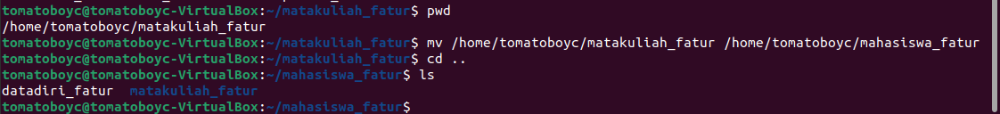 tomatoboyc@tomatoboyc-VirtualBox:~/matakuliah_fatur$ pwd
/home/tomatoboyc/matakuliah_fatur
tomatoboyc@tomatoboyc-VirtualBox:~/matakuliah_fatur$ mv /home/tomatoboyc/matakuliah_fatur /home/tomatoboyc/mahasiswa_fatur
tomatoboyc@tomatoboyc-VirtualBox:~/matakuliah_fatur$ cd ..
tomatoboyc@tomatoboyc-VirtualBox:~/mahasiswa_fatur$ ls
datadiri_fatur  matakuliah_fatur
tomatoboyc@tomatoboyc-VirtualBox:~/mahasiswa_fatur$